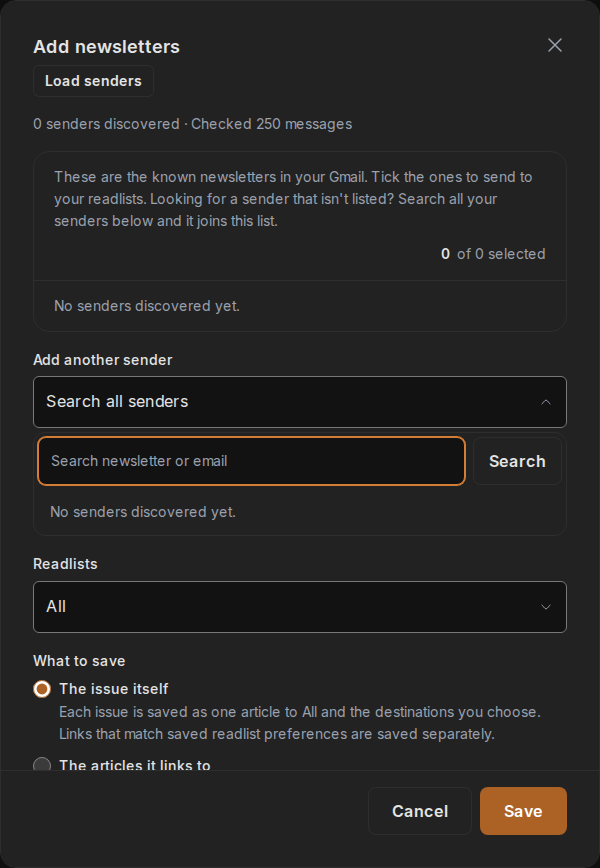 Add newsletters
Load senders
0 senders discovered · Checked 250 messages
These are the known newsletters in your Gmail. Tick the ones to send to
your readlists. Looking for a sender that isn't listed? Search all your
senders below and it joins this list.
0 of 0 selected
No senders discovered yet.
Add another sender
Search all senders
Search newsletter or email
Search
No senders discovered yet.
Readlists
All
What to save
The issue itself
Each issue is saved as one article to All and the destinations you choose.
Links that match saved readlist preferences are saved separately.
The articles it links to
Cancel
Save